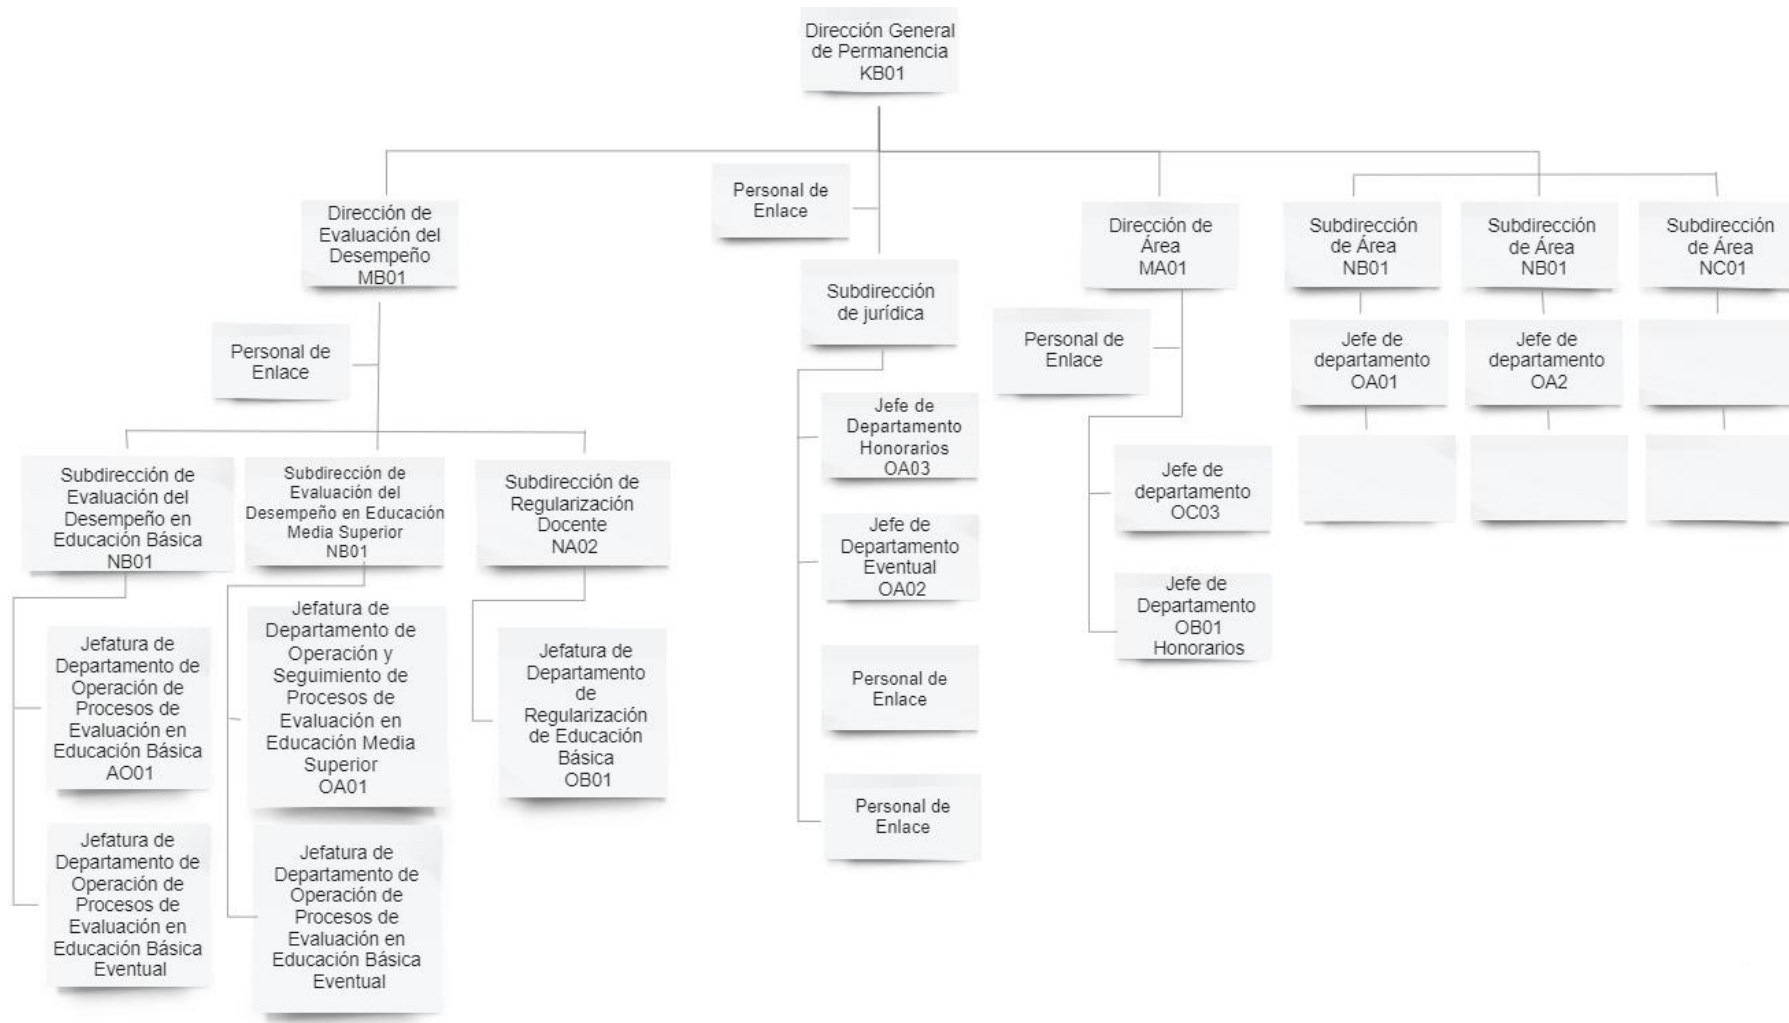 Dirección General
de Permanencia
KB01
Personal de
Enlace
Dirección de
Evaluación del
Desempeño
MB01
Dirección de
Área
MA01
Subdirección
de Área
NB01
Subdirección
de Área
NB01
Subdirección
de Área
NC01
Subdirección
de jurídica
Personal de
Enlace
Personal de
Enlace
Jefe de
departamento
OA01
Jefe de
departamento
OA2
Jefe de
Departamento
Honorarios
OA03
Subdirección de
Evaluación del
Desempeño en
Educación Básica
NB01
Subdirección de
Evaluación del
Desempeño en Educación
Media Superior
NB01
Subdirección de
Regularización
Docente
NA02
Jefe de
departamento
OC03
Jefe de
Departamento
Eventual
OA02
Jefe de
Departamento
OB01
Honorarios
Jefatura de
Departamento de
Operación de
Procesos de
Evaluación en
Educación Básica
AO01
Jefatura de
Departamento de
Operación y
Seguimiento de
Procesos de
Evaluación en
Educación Media
Superior
OA01
Jefatura de
Departamento
de
Regularización
de Educación
Básica
OB01
Personal de
Enlace
Personal de
Enlace
Jefatura de
Departamento de
Operación de
Procesos de
Evaluación en
Educación Básica
Eventual
Jefatura de
Departamento de
Operación de
Procesos de
Evaluación en
Educación Básica
Eventual